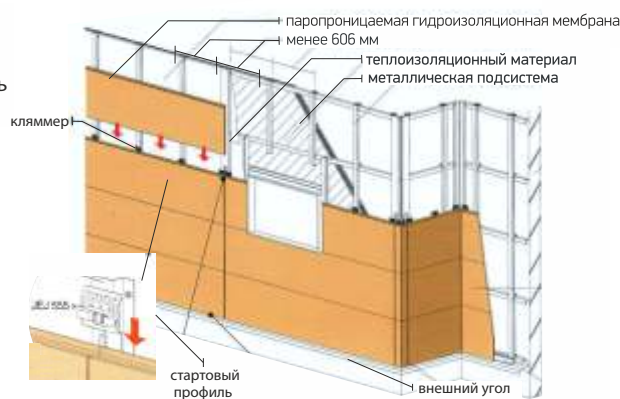 паропроницаемая гидроизоляционная мембрана
менее 606 мм
теплоизоляционный материал
металлическая подсистема
ь
кляммер
стартовый
профиль
внешний угол